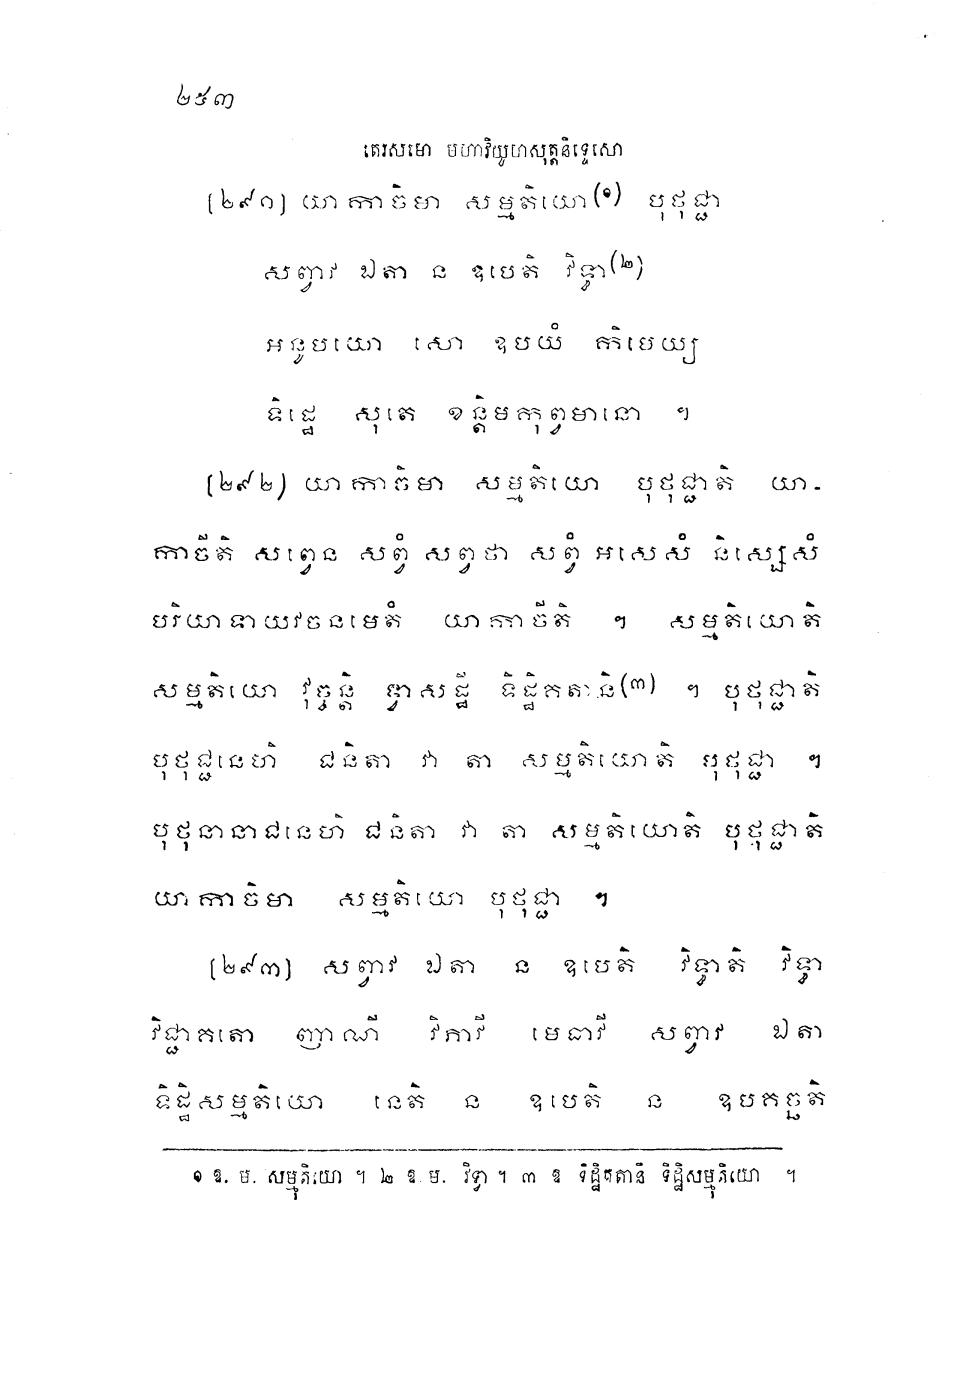 ២៥៣
តេរសមោ មហាវិយូហសុត្តនិទ្ទេសោ
[២៩១] យាកាចិមា សម្មតិយោ(១) បុថុជ្ជា
សព្វាវ ឯតា ន ឧបេតិ វិទ្វា(២)
អនូបយោ សោ ឧបយំ កិមេយ្យ
ទិដ្ឋេ សុតេ ខន្តិមកុព្វមានោ ។
[២៩២] យាកាចិមា សម្មតិយោ បុថុជ្ជាតិ យា-
កាចីតិ សព្វេន សព្វំ សព្វថា សព្វំ អសេសំ និស្សេសំ
បរិយាទាយវចនមេតំ យាកាចីតិ ។ សម្មតិយោតិ
សម្មតិយោ វុច្ចន្តិ ទ្វាសដ្ឋី ទិដ្ឋិគតានិ(៣) ។ បុថុជ្ជាតិ
បុថុជ្ជនេហិ ជនិតា វា តា សម្មតិយោតិ បុថុជ្ជា ។
បុថុនានាជនេហិ ជនិតា វា តា សម្មតិយោតិ បុថុជ្ជាតិ
យាកាចិមា សម្មតិយោ បុថុជ្ជា ។
[២៩៣] សព្វាវ ឯតា ន ឧបេតិ វិទ្វាតិ វិទ្វា
វិជ្ជាគតោ ញាណី វិភាវី មេធាវី សព្វាវ ឯតា
ទិដ្ឋិសម្មតិយោ នេតិ ន ឧបេតិ ន ឧបគច្ឆតិ
១ ឱ. ម. សម្មុតិយោ ។ ២ ឱ. ម. វិទ្វា ។ ៣ ឱ ទិដ្ឋិគតានិ ទិដ្ឋិសម្មុតិយោ ។